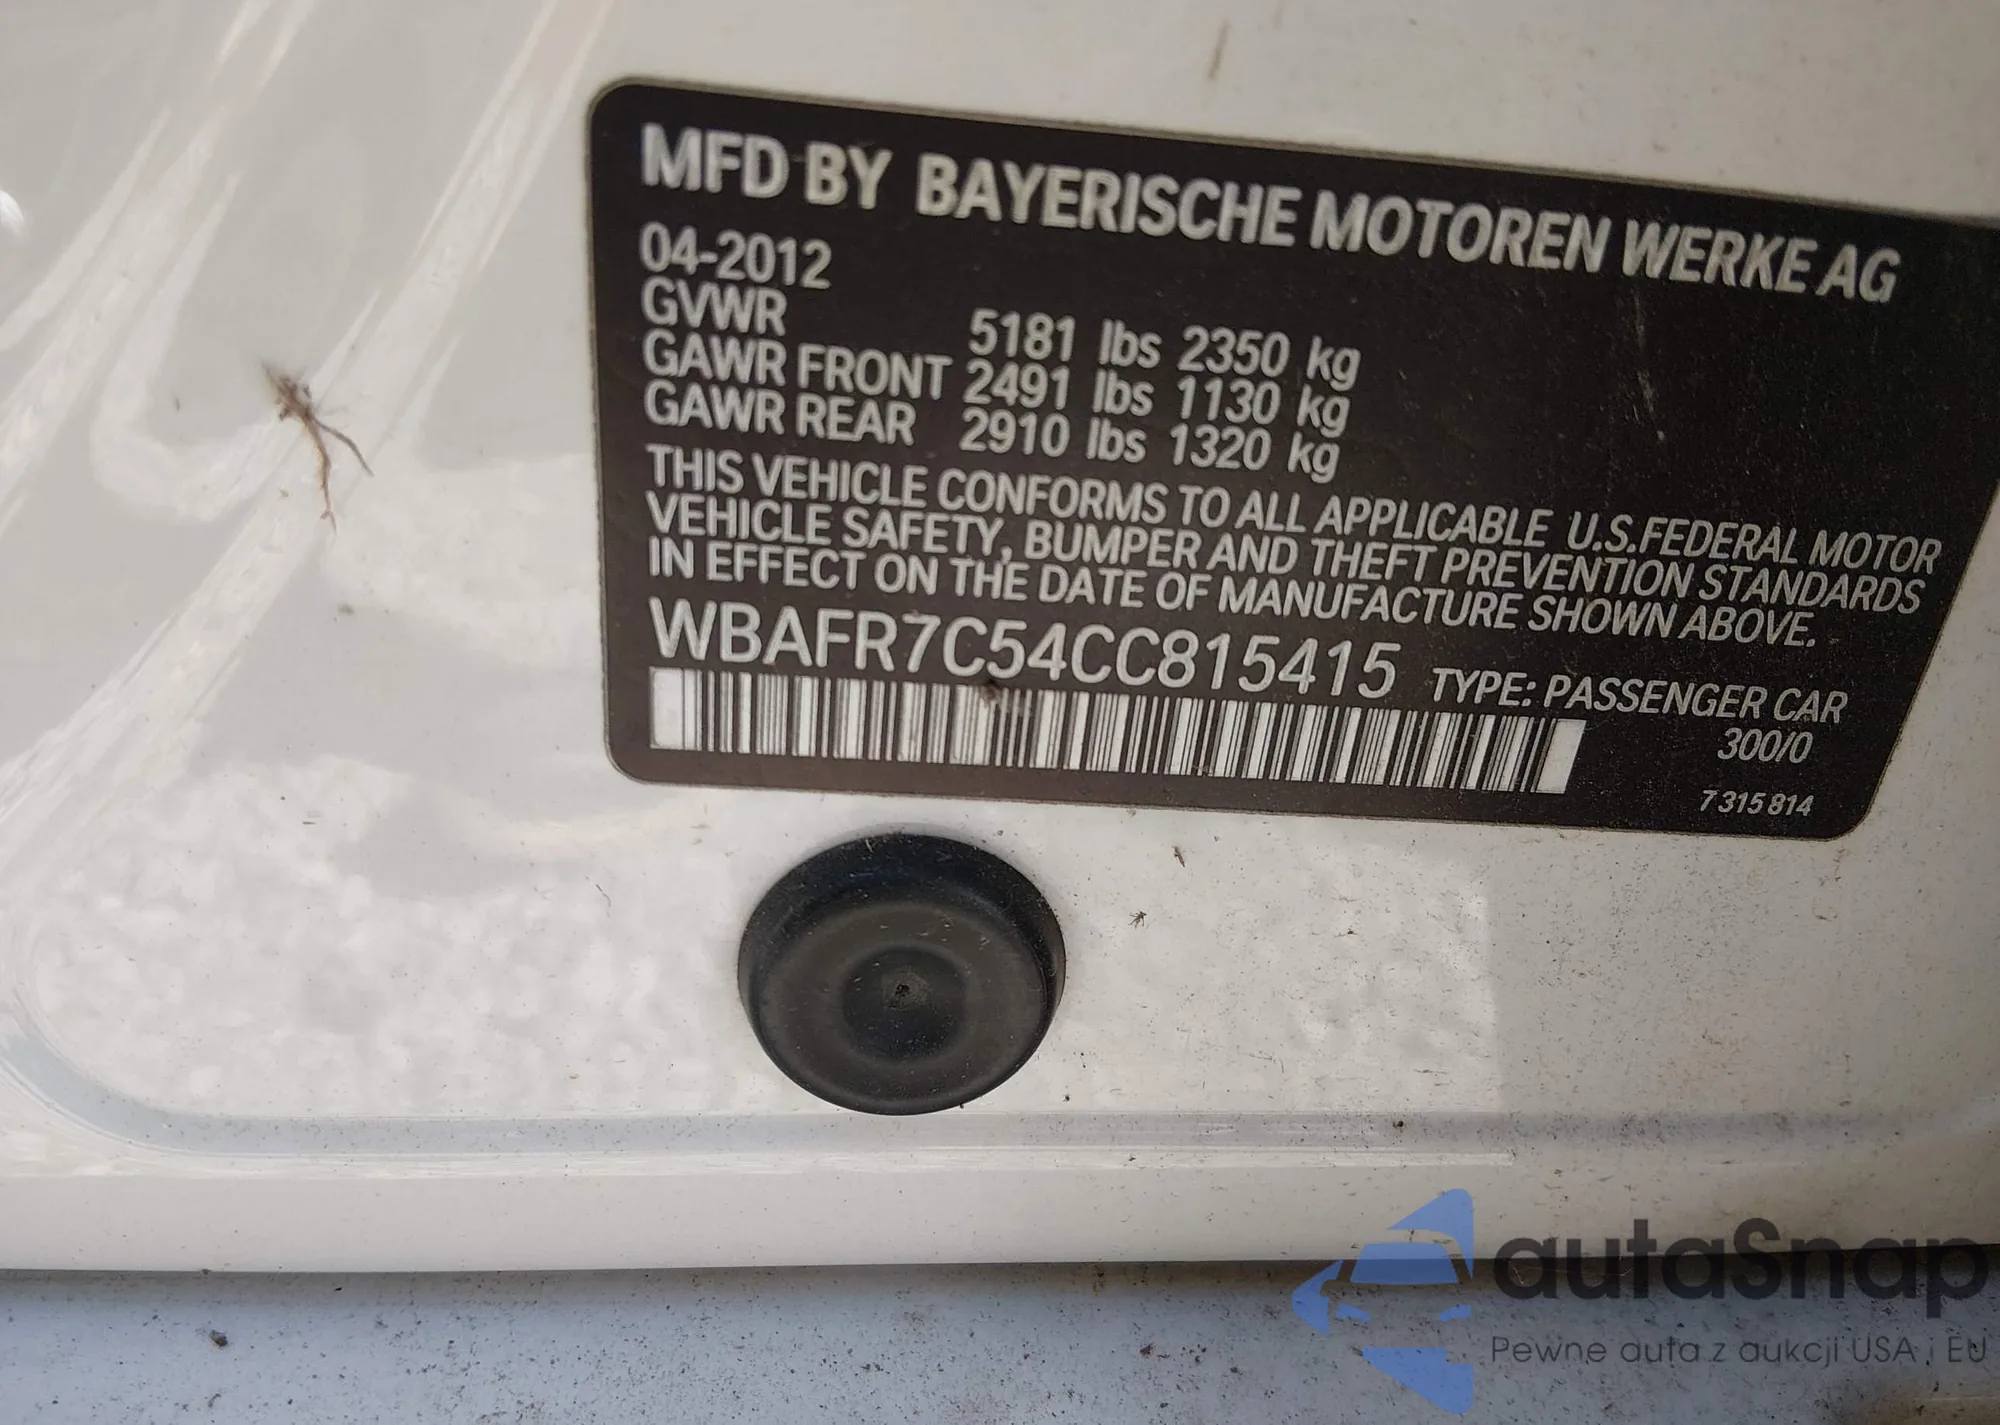 MFD BY BAYERISCHE MOTOREN WERKE AG
04-2012
GVWR 5181 lbs 2350 kg
GAWR FRONT 2491 lbs 1130 kg
GAWR REAR 2910 lbs 1320 kg
THIS VEHICLE CONFORMS TO ALL APPLICABLE U.S.FEDERAL MOTOR
VEHICLE SAFETY, BUMPER AND THEFT PREVENTION STANDARDS
IN EFFECT ON THE DATE OF MANUFACTURE SHOWN ABOVE.
WBAFR7C54CC815415 TYPE: PASSENGER CAR
300/0
7 315 814
autaSnap
Pewne auta z aukcji USA i EU